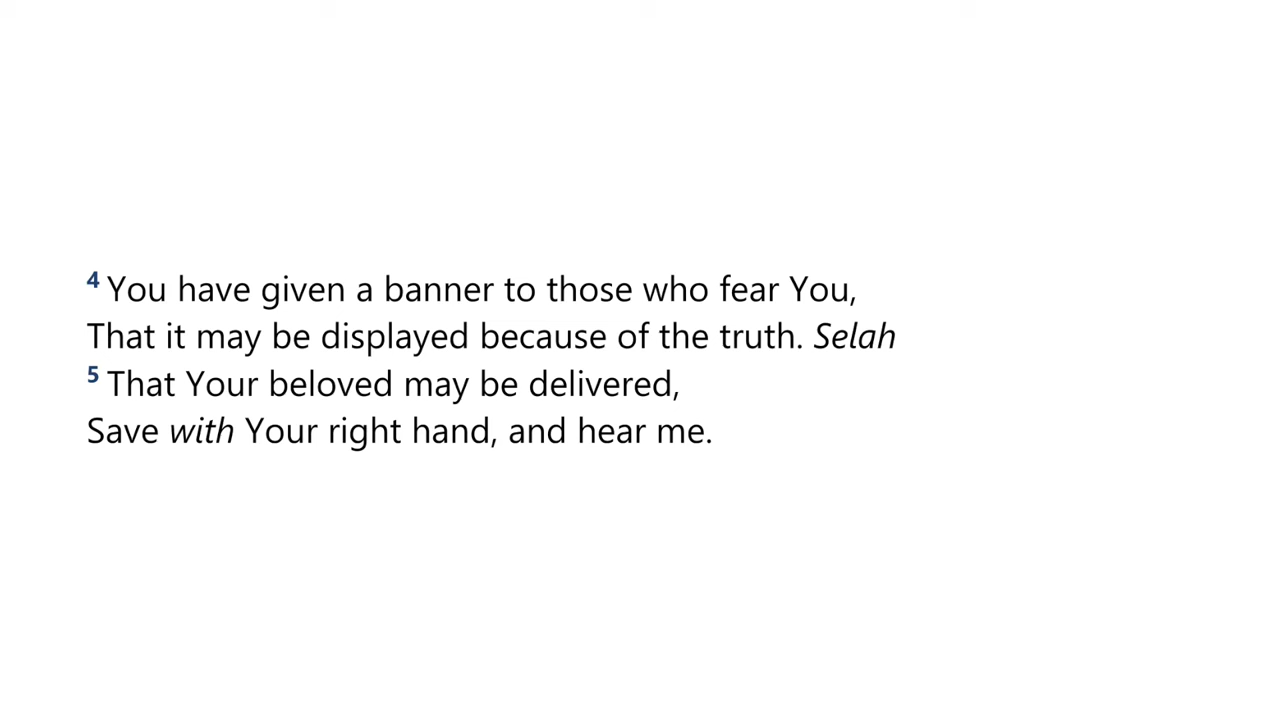 4 You have given a banner to those who fear You,
That it may be displayed because of the truth. Selah
5 That Your beloved may be delivered,
Save with Your right hand, and hear me.